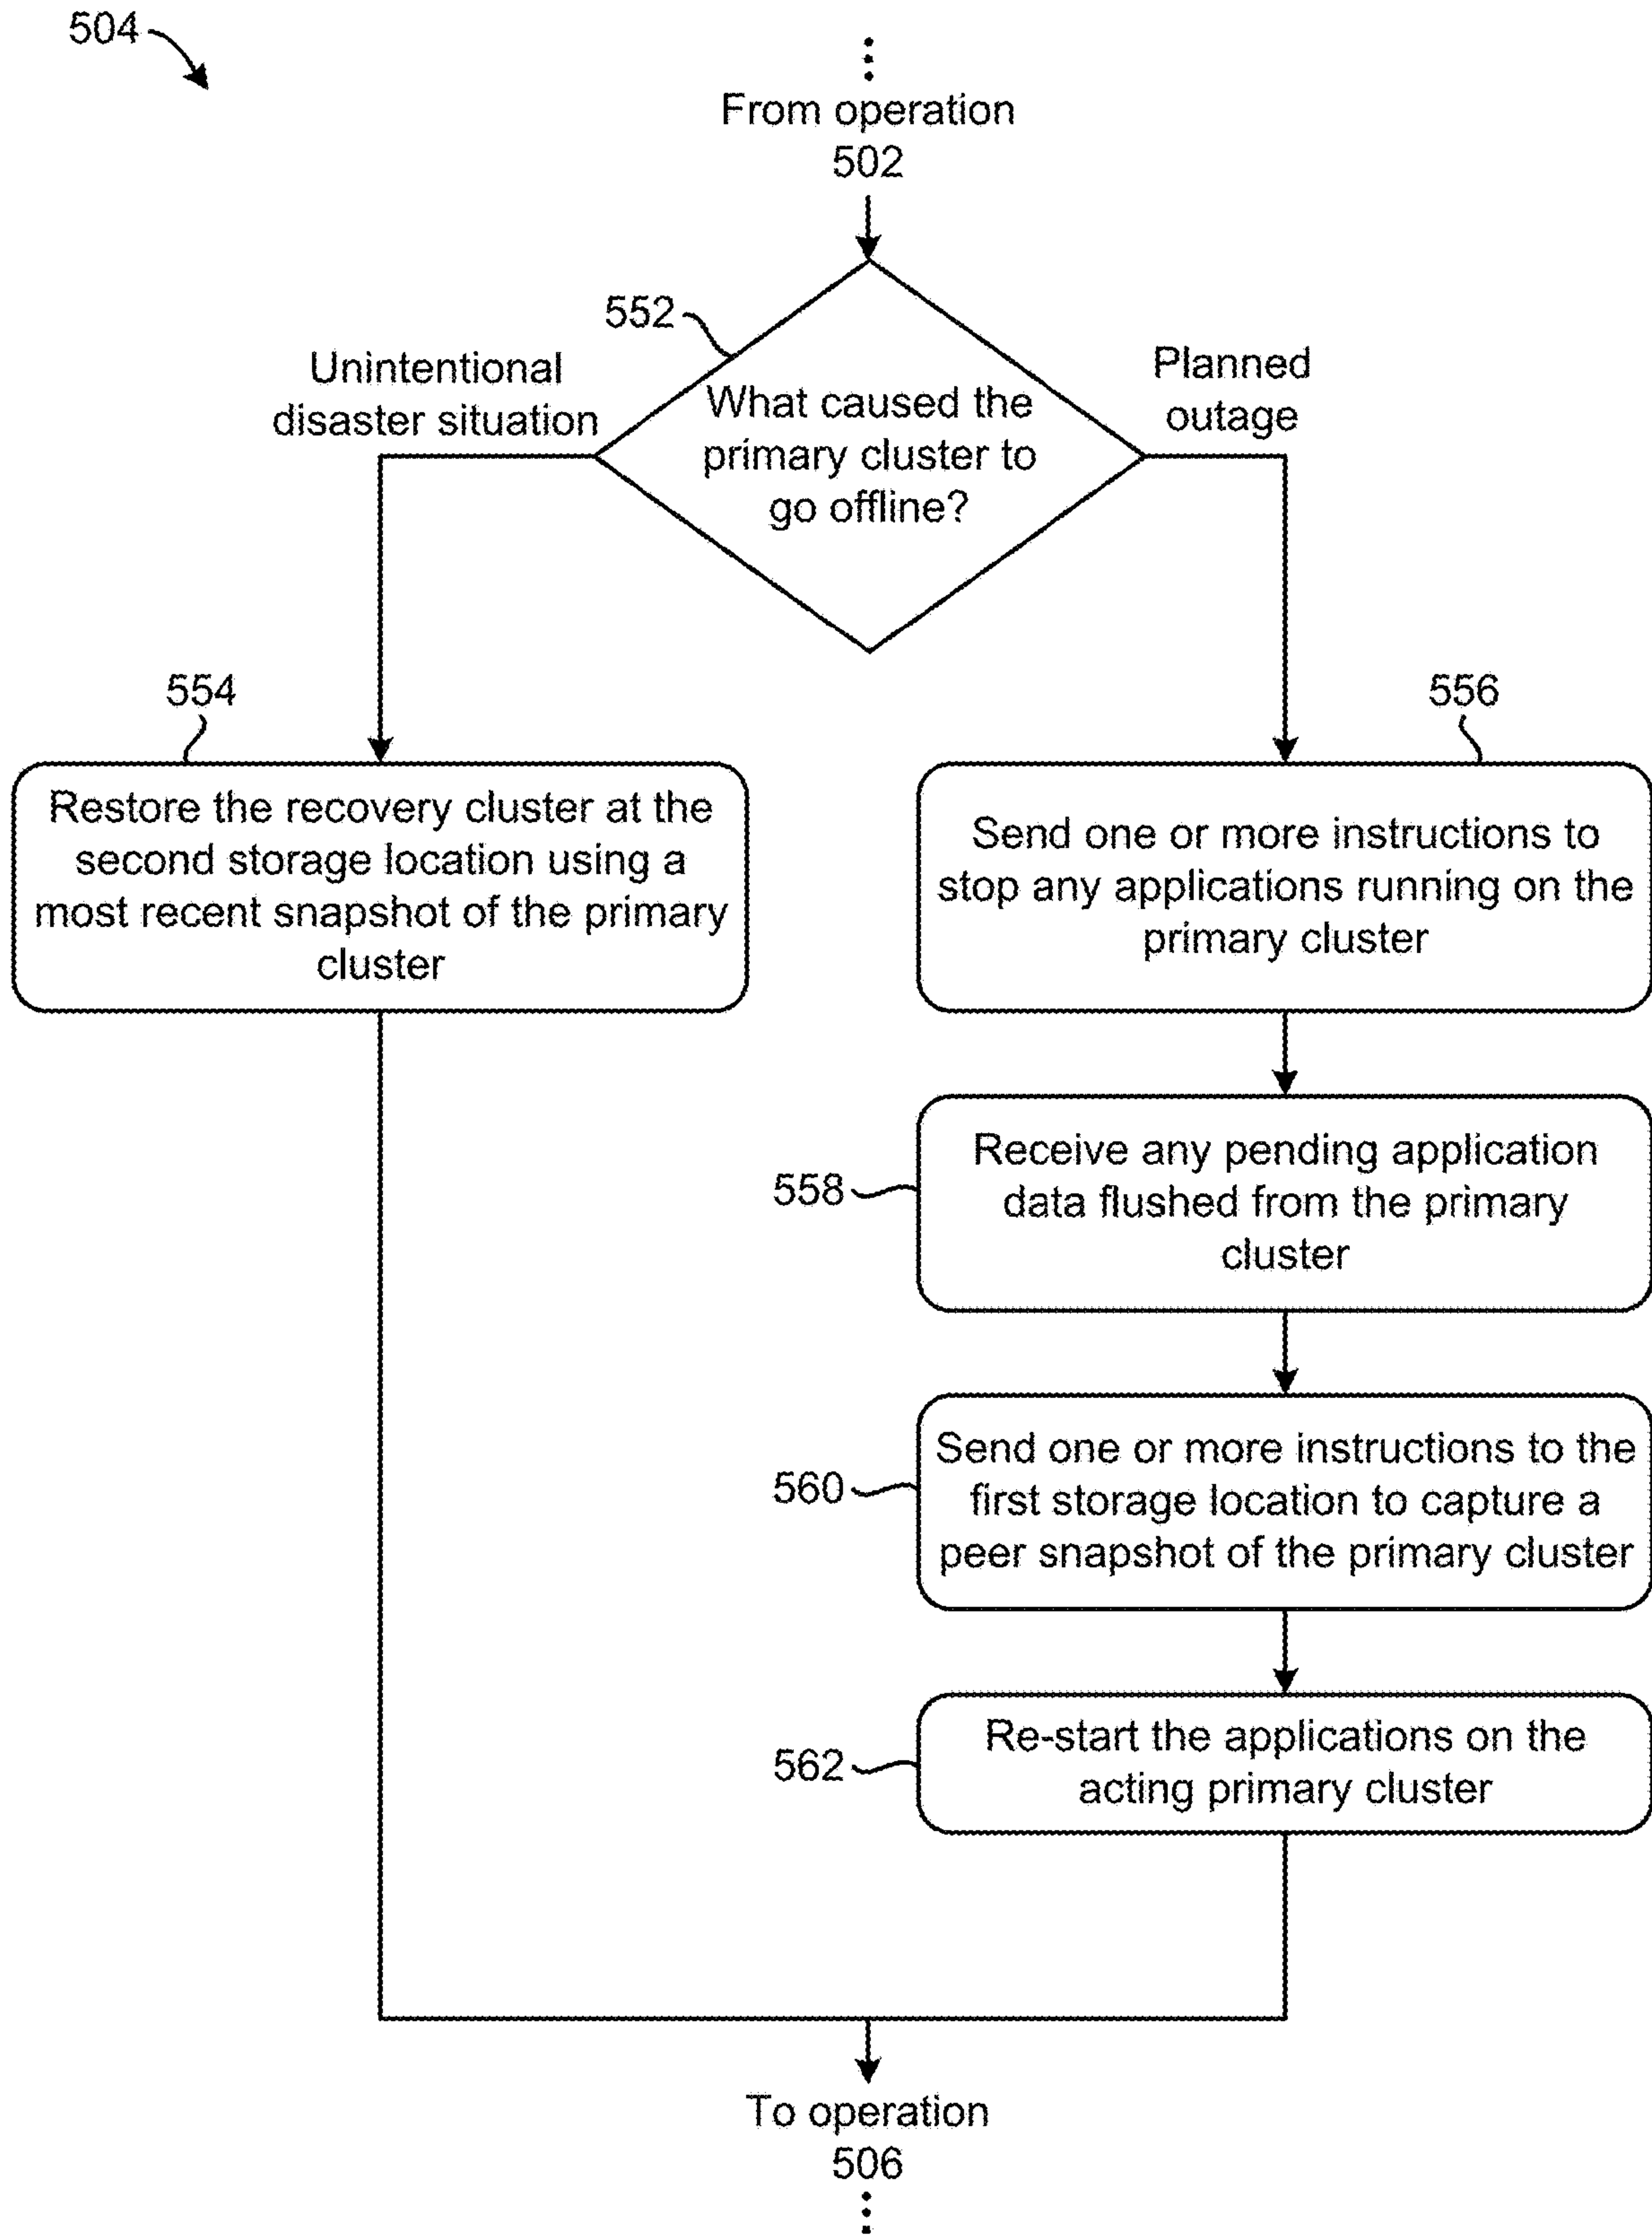 504
From operation
502
552
Unintentional
disaster situation
What caused the
primary cluster to
go offline?
Planned
outage
554
Restore the recovery cluster at the
second storage location using a
most recent snapshot of the primary
cluster
556
Send one or more instructions to
stop any applications running on the
primary cluster
558
Receive any pending application
data flushed from the primary
cluster
560
Send one or more instructions to the
first storage location to capture a
peer snapshot of the primary cluster
562
Re-start the applications on the
acting primary cluster
To operation
506